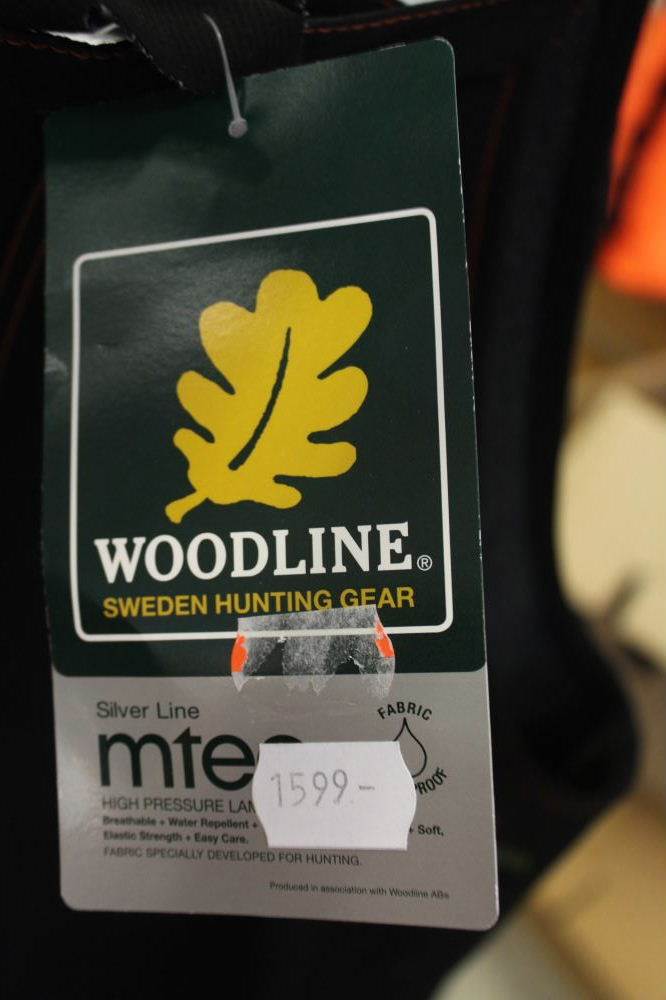 WOODLINE®
SWEDEN HUNTING GEAR
Silver Line
FABRIC
1599.-
HIGH PRESSURE
Breathable + Water Repellent +
+ Soft,
Elastic Strength + Easy Care.
FABRIC SPECIALLY DEVELOPED FOR HUNTING.
Produced in association with Woodline ABs